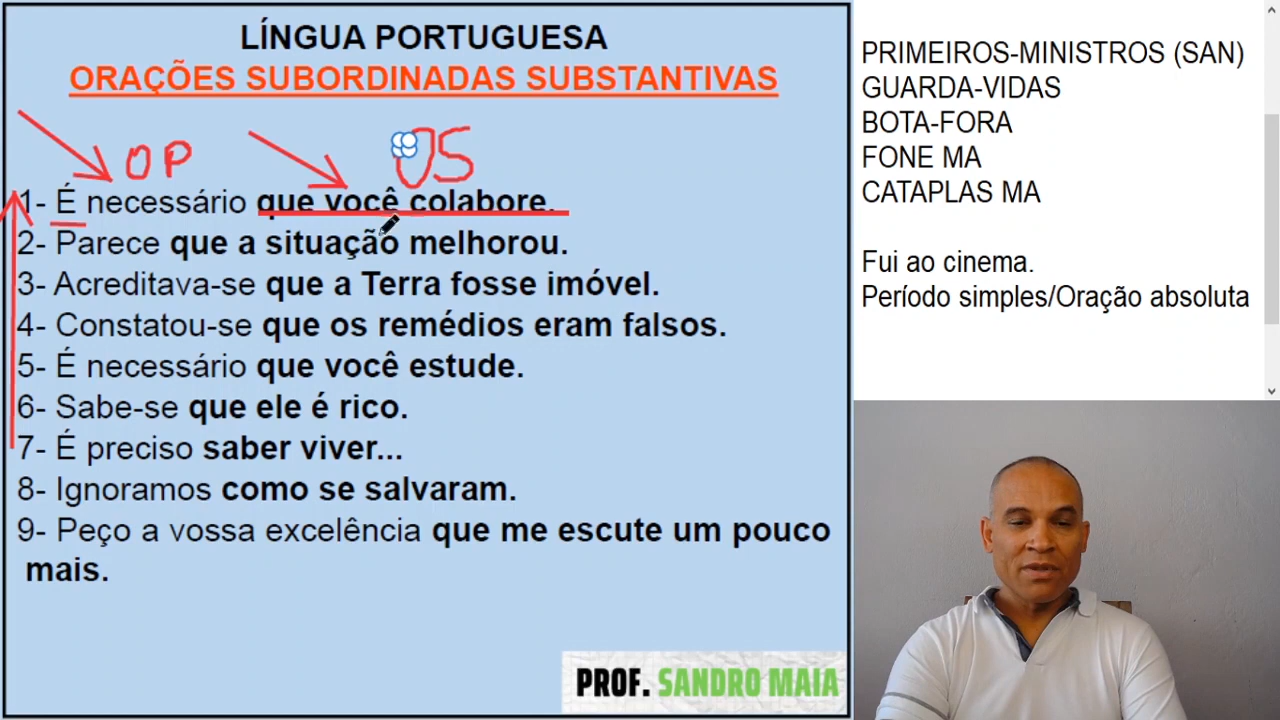 LÍNGUA PORTUGUESA
ORAÇÕES SUBORDINADAS SUBSTANTIVAS
OP
OS
1- É necessário que você colabore.
2- Parece que a situação melhorou.
3- Acreditava-se que a Terra fosse imóvel.
4- Constatou-se que os remédios eram falsos.
5- É necessário que você estude.
6- Sabe-se que ele é rico.
7- É preciso saber viver...
8- Ignoramos como se salvaram.
9- Peço a vossa excelência que me escute um pouco
mais.
PROF. SANDRO MAIA
PRIMEIROS-MINISTROS (SAN)
GUARDA-VIDAS
BOTA-FORA
FONE MA
CATAPLAS MA
Fui ao cinema.
Período simples/Oração absoluta